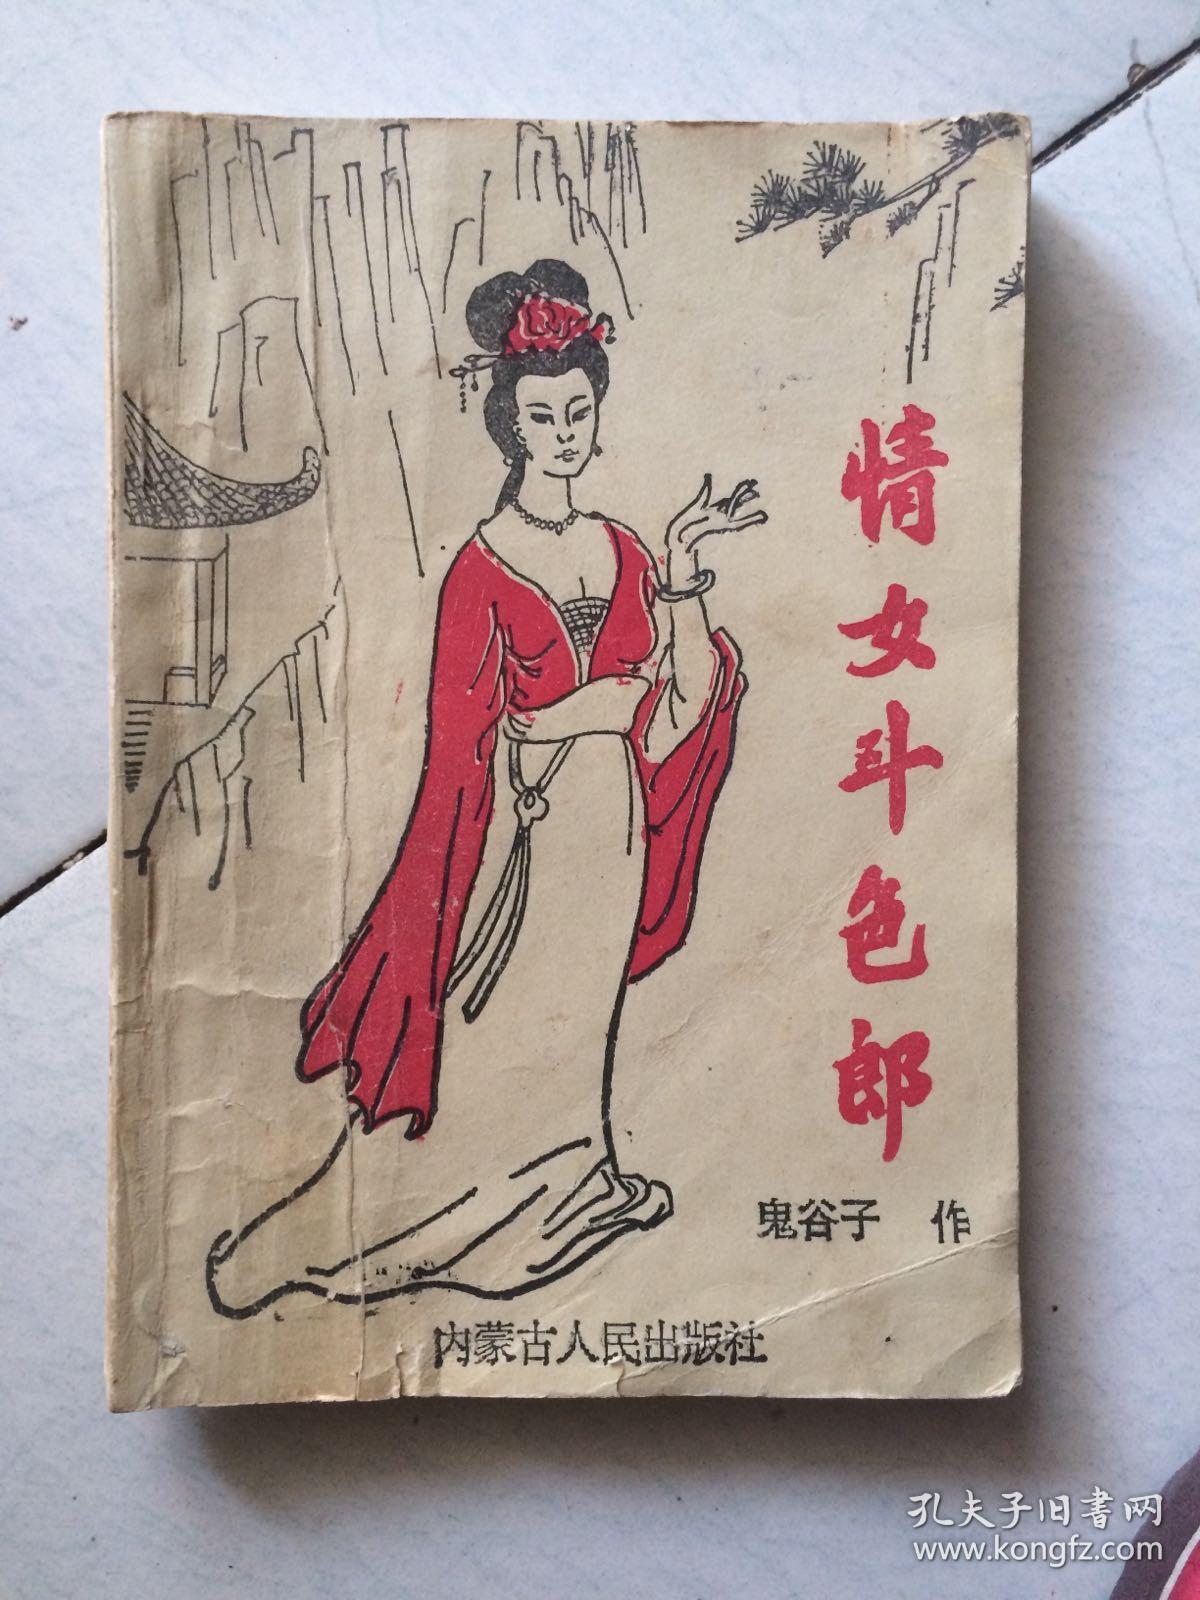 情女斗色郎
鬼谷子 作
内蒙古人民出版社
孔夫子旧书网
www.kongfz.com